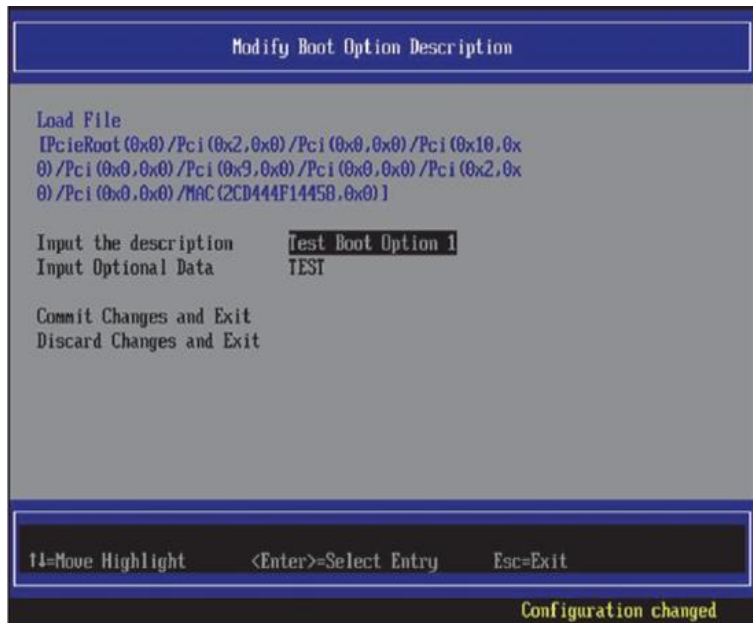 Modify Boot Option Description
Load File
[PcieRoot(0x0)/Pci(0x2,0x0)/Pci(0x0,0x0)/Pci(0x10,0x
0)/Pci(0x0,0x0)/Pci(0x9,0x0)/Pci(0x0,0x0)/Pci(0x2,0x
0)/Pci(0x0,0x0)/MAC(2CD444F14458,0x0)]
Input the description Test Boot Option 1
Input Optional Data TEST
Commit Changes and Exit
Discard Changes and Exit
↑↓=Move Highlight <Enter>=Select Entry Esc=Exit
Configuration changed